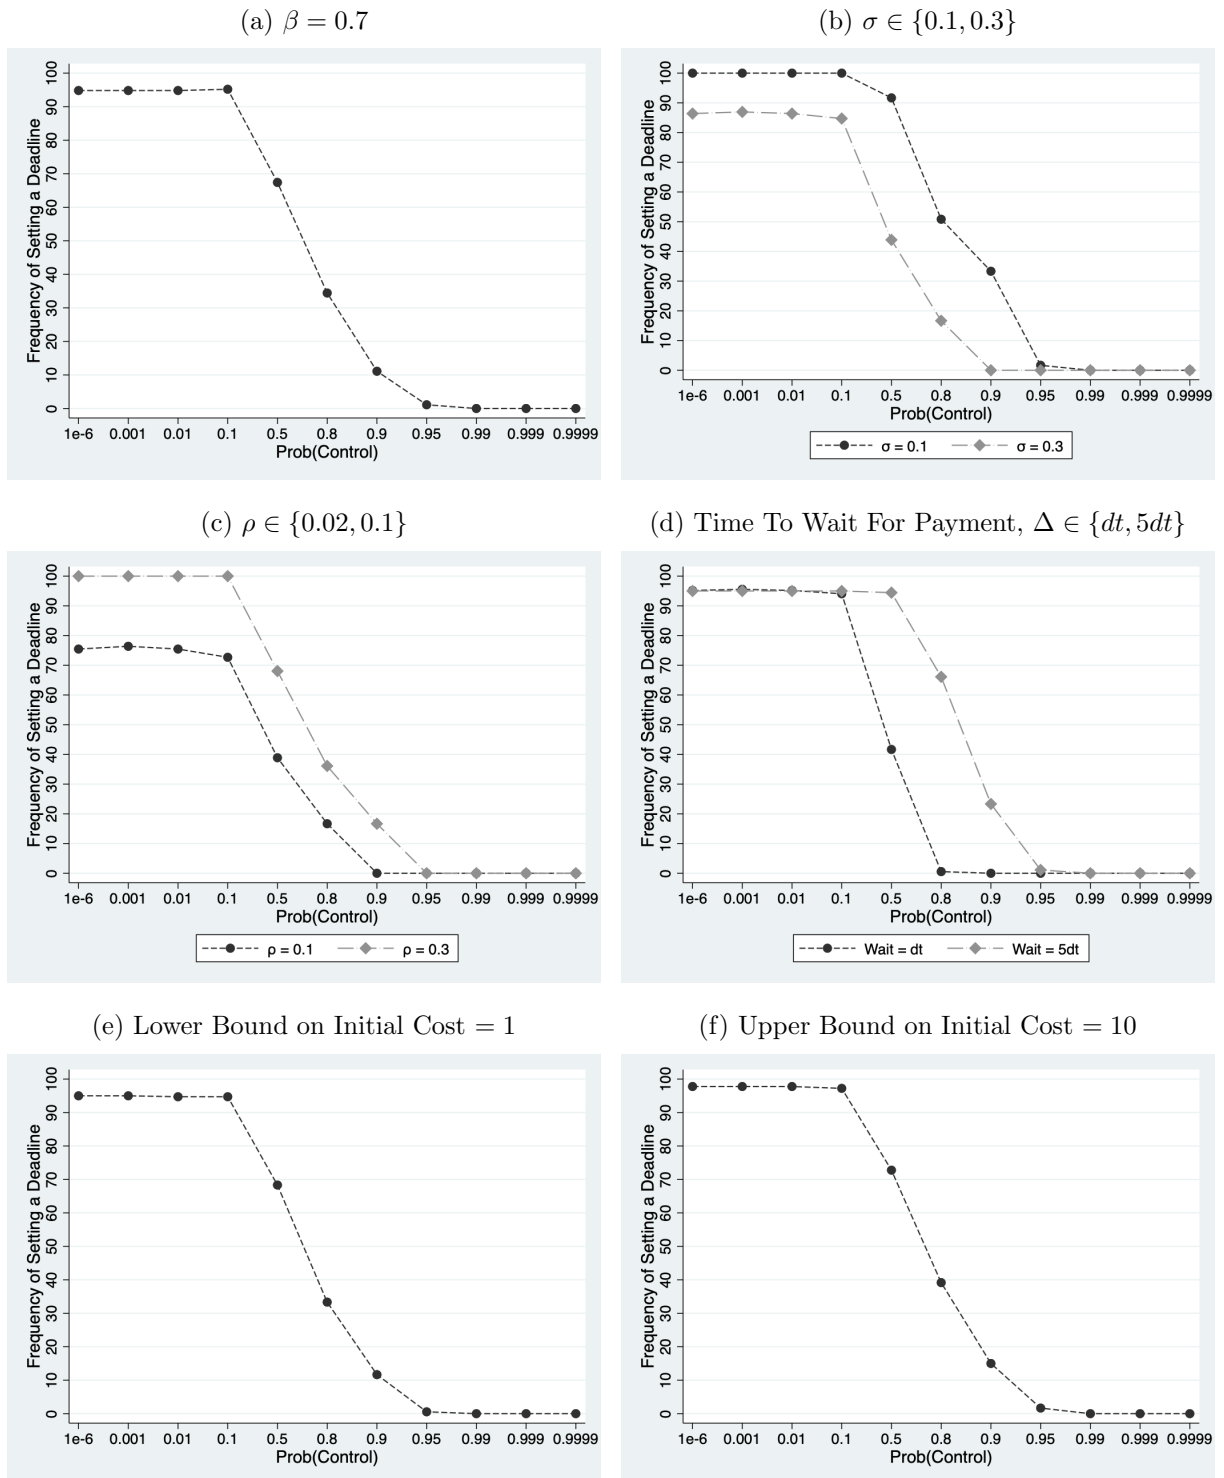 (a) β = 0.7
Frequency of Setting a Deadline
100
90
80
70
60
50
40
30
20
10
0
1e-6 0.001 0.01 0.1 0.5 0.8 0.9 0.95 0.99 0.999 0.9999
Prob(Control)
(b) σ ∈ {0.1, 0.3}
Frequency of Setting a Deadline
100
90
80
70
60
50
40
30
20
10
0
1e-6 0.001 0.01 0.1 0.5 0.8 0.9 0.95 0.99 0.999 0.9999
Prob(Control)
σ = 0.1 σ = 0.3
(c) ρ ∈ {0.02, 0.1}
Frequency of Setting a Deadline
100
90
80
70
60
50
40
30
20
10
0
1e-6 0.001 0.01 0.1 0.5 0.8 0.9 0.95 0.99 0.999 0.9999
Prob(Control)
ρ = 0.1 ρ = 0.3
(d) Time To Wait For Payment, Δ ∈ {dt, 5dt}
Frequency of Setting a Deadline
100
90
80
70
60
50
40
30
20
10
0
1e-6 0.001 0.01 0.1 0.5 0.8 0.9 0.95 0.99 0.999 0.9999
Prob(Control)
Wait = dt Wait = 5dt
(e) Lower Bound on Initial Cost = 1
Frequency of Setting a Deadline
100
90
80
70
60
50
40
30
20
10
0
1e-6 0.001 0.01 0.1 0.5 0.8 0.9 0.95 0.99 0.999 0.9999
Prob(Control)
(f) Upper Bound on Initial Cost = 10
Frequency of Setting a Deadline
100
90
80
70
60
50
40
30
20
10
0
1e-6 0.001 0.01 0.1 0.5 0.8 0.9 0.95 0.99 0.999 0.9999
Prob(Control)